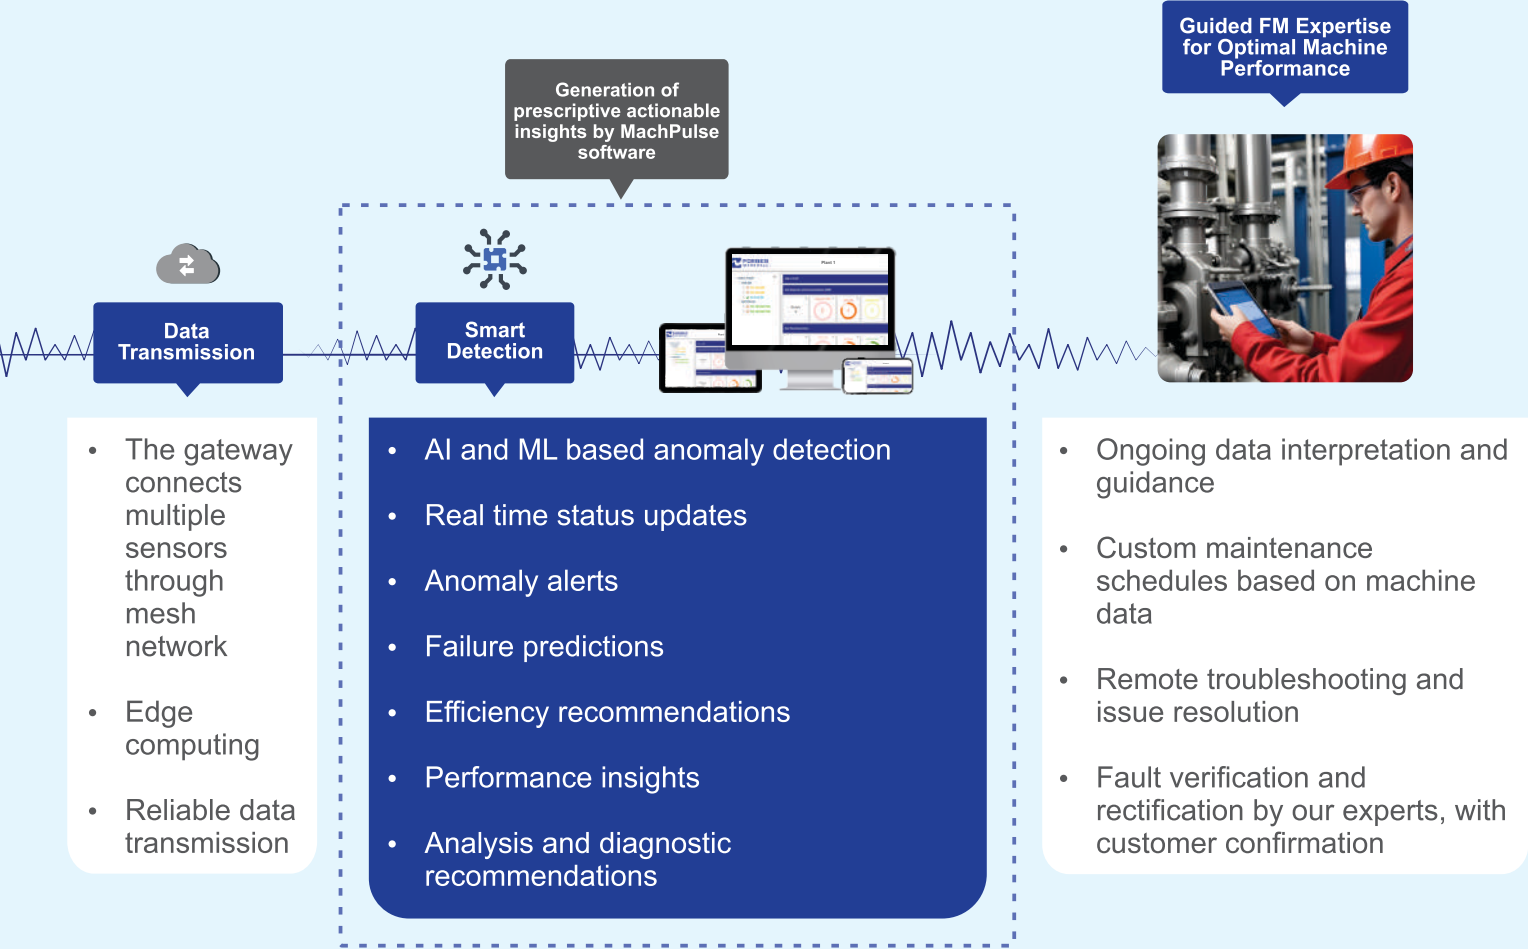 Guided FM Expertise
for Optimal Machine
Performance
Generation of
prescriptive actionable
insights by MachPulse
software
Data
Transmission
Smart
Detection
Plant 1
• The gateway
connects
multiple
sensors
through
mesh
network
• Edge
computing
• Reliable data
transmission
• AI and ML based anomaly detection
• Real time status updates
• Anomaly alerts
• Failure predictions
• Efficiency recommendations
• Performance insights
• Analysis and diagnostic
recommendations
• Ongoing data interpretation and
guidance
• Custom maintenance
schedules based on machine
data
• Remote troubleshooting and
issue resolution
• Fault verification and
rectification by our experts, with
customer confirmation